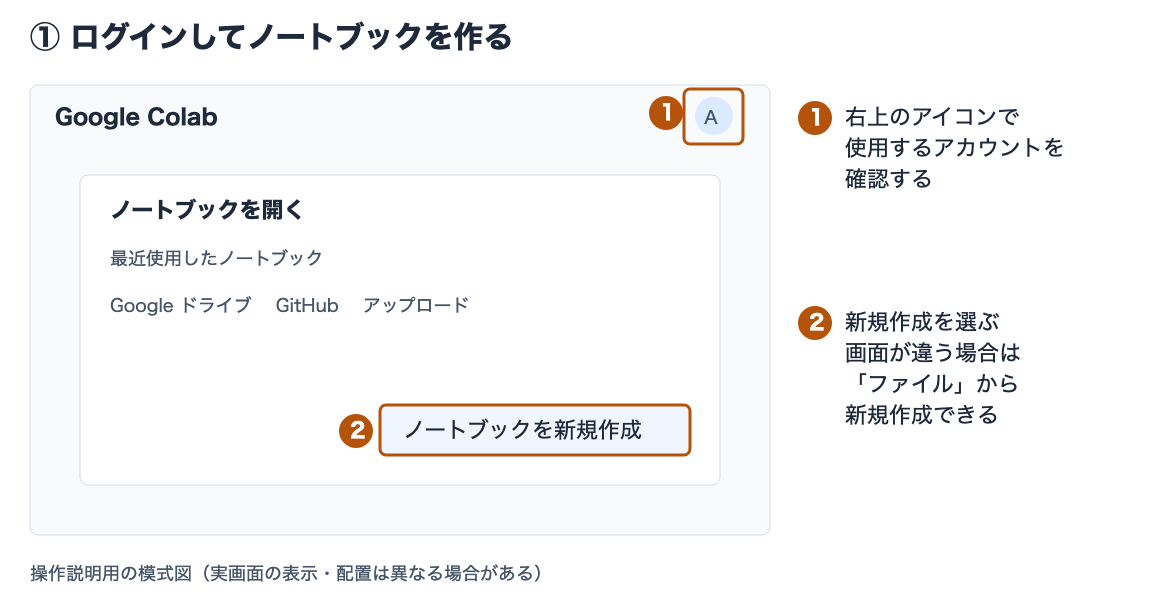 ① ログインしてノートブックを作る
Google Colab
1
A
ノートブックを開く
最近使用したノートブック
Google ドライブ GitHub アップロード
2
ノートブックを新規作成
1
右上のアイコンで
使用するアカウントを
確認する
2
新規作成を選ぶ
画面が違う場合は
「ファイル」から
新規作成できる
操作説明用の模式図（実画面の表示・配置は異なる場合がある）